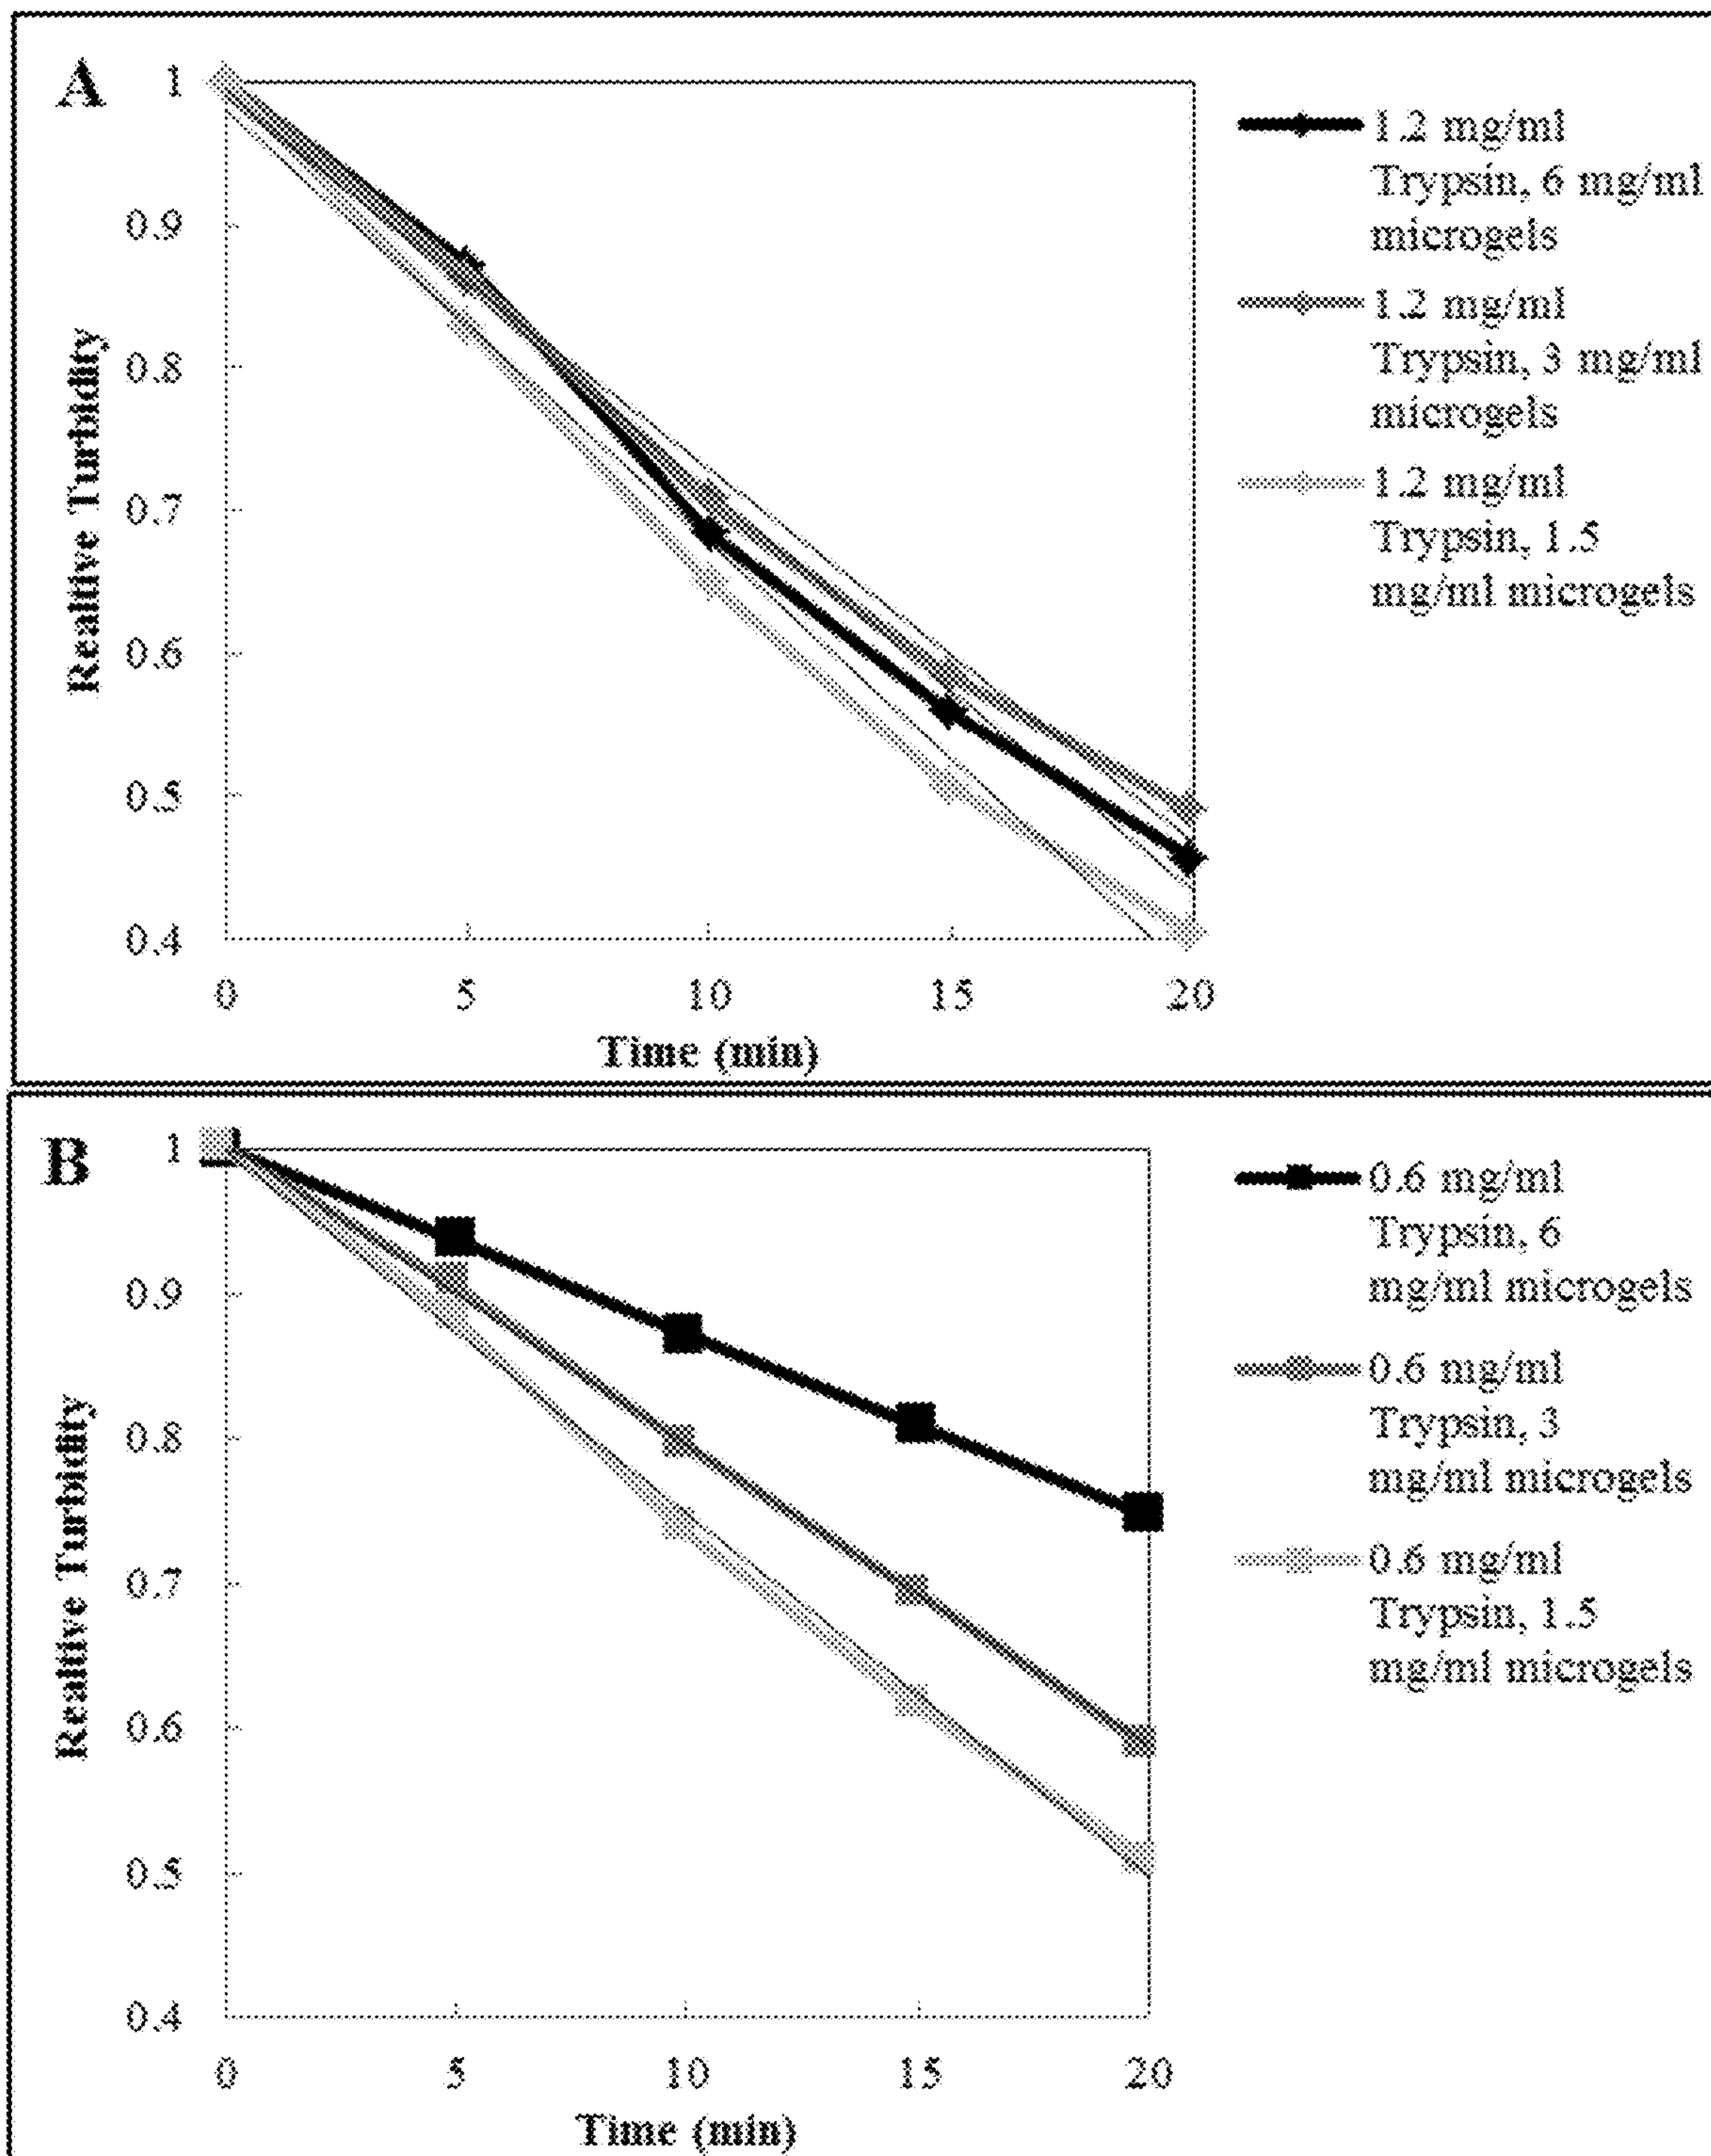 A
1
0.9
0.8
0.7
0.6
0.5
0.4
Realtive Turbidity
0
5
10
15
20
Time (min)
1.2 mg/ml
Trypsin, 6 mg/ml
microgels
1.2 mg/ml
Trypsin, 3 mg/ml
microgels
1.2 mg/ml
Trypsin, 1.5
mg/ml microgels
B
1
0.9
0.8
0.7
0.6
0.5
0.4
Realtive Turbidity
0
5
10
15
20
Time (min)
0.6 mg/ml
Trypsin, 6
mg/ml microgels
0.6 mg/ml
Trypsin, 3
mg/ml microgels
0.6 mg/ml
Trypsin, 1.5
mg/ml microgels